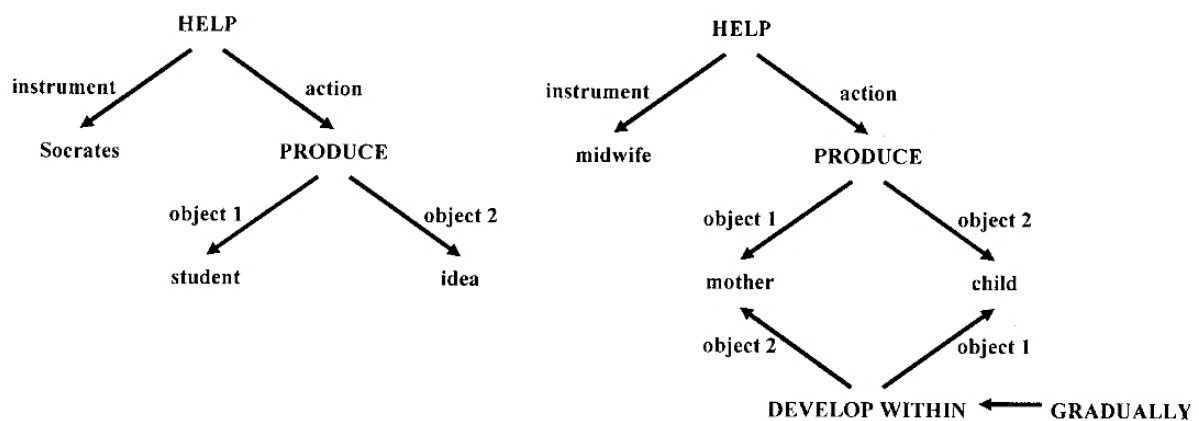 HELP
instrument
action
Socrates
PRODUCE
object 1
object 2
student
idea
HELP
instrument
action
midwife
PRODUCE
object 1
object 2
mother
child
object 2
object 1
DEVELOP WITHIN
GRADUALLY